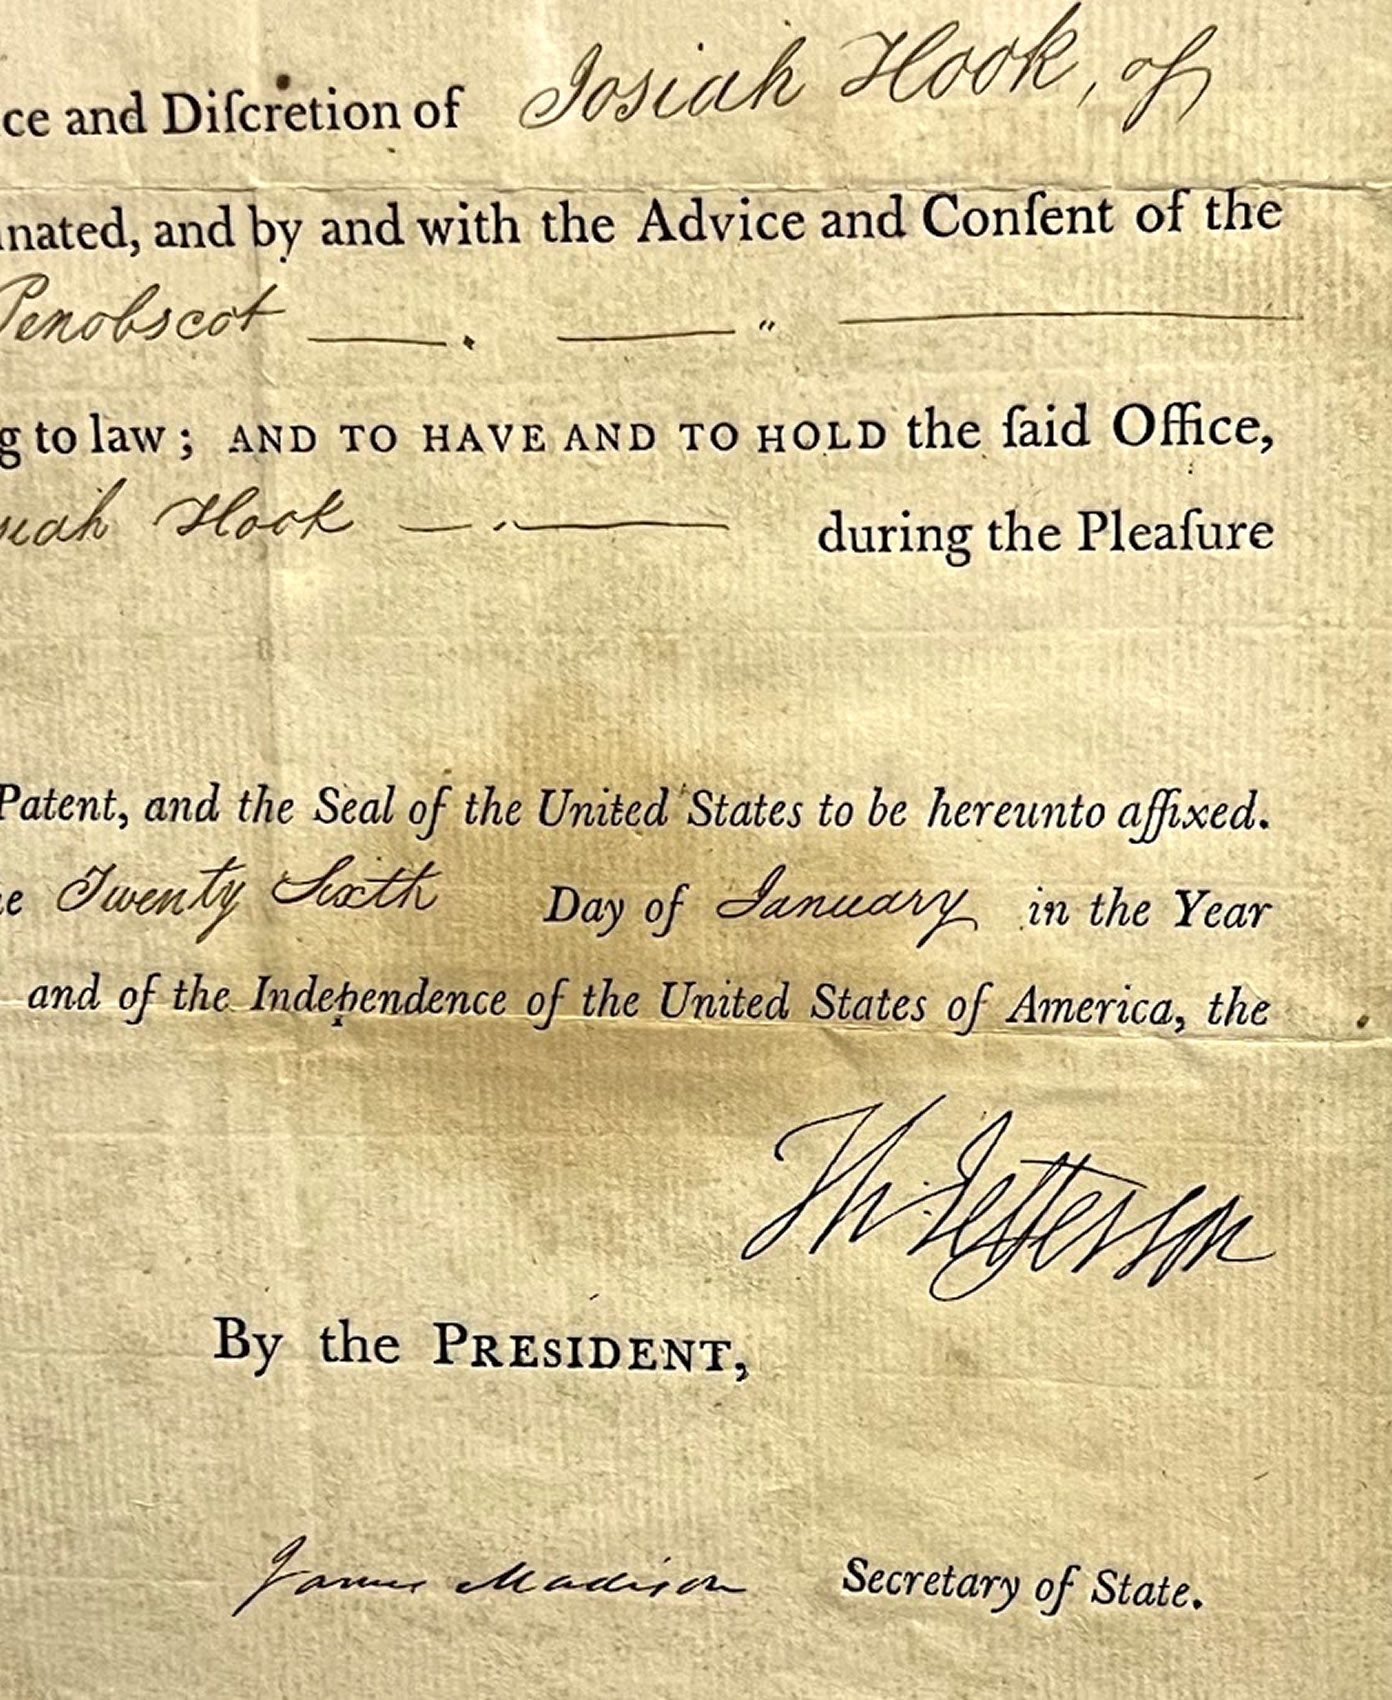 ce and Diſcretion of Josiah Hook, of
nated, and by and with the Advice and Conſent of the
Penobscot
g to law; AND TO HAVE AND TO HOLD the ſaid Office,
siah Hook during the Pleaſure
Patent, and the Seal of the United States to be hereunto affixed.
e Twenty Sixth Day of January in the Year
and of the Independence of the United States of America, the
Th: Jefferson
By the PRESIDENT,
James Madison Secretary of State.